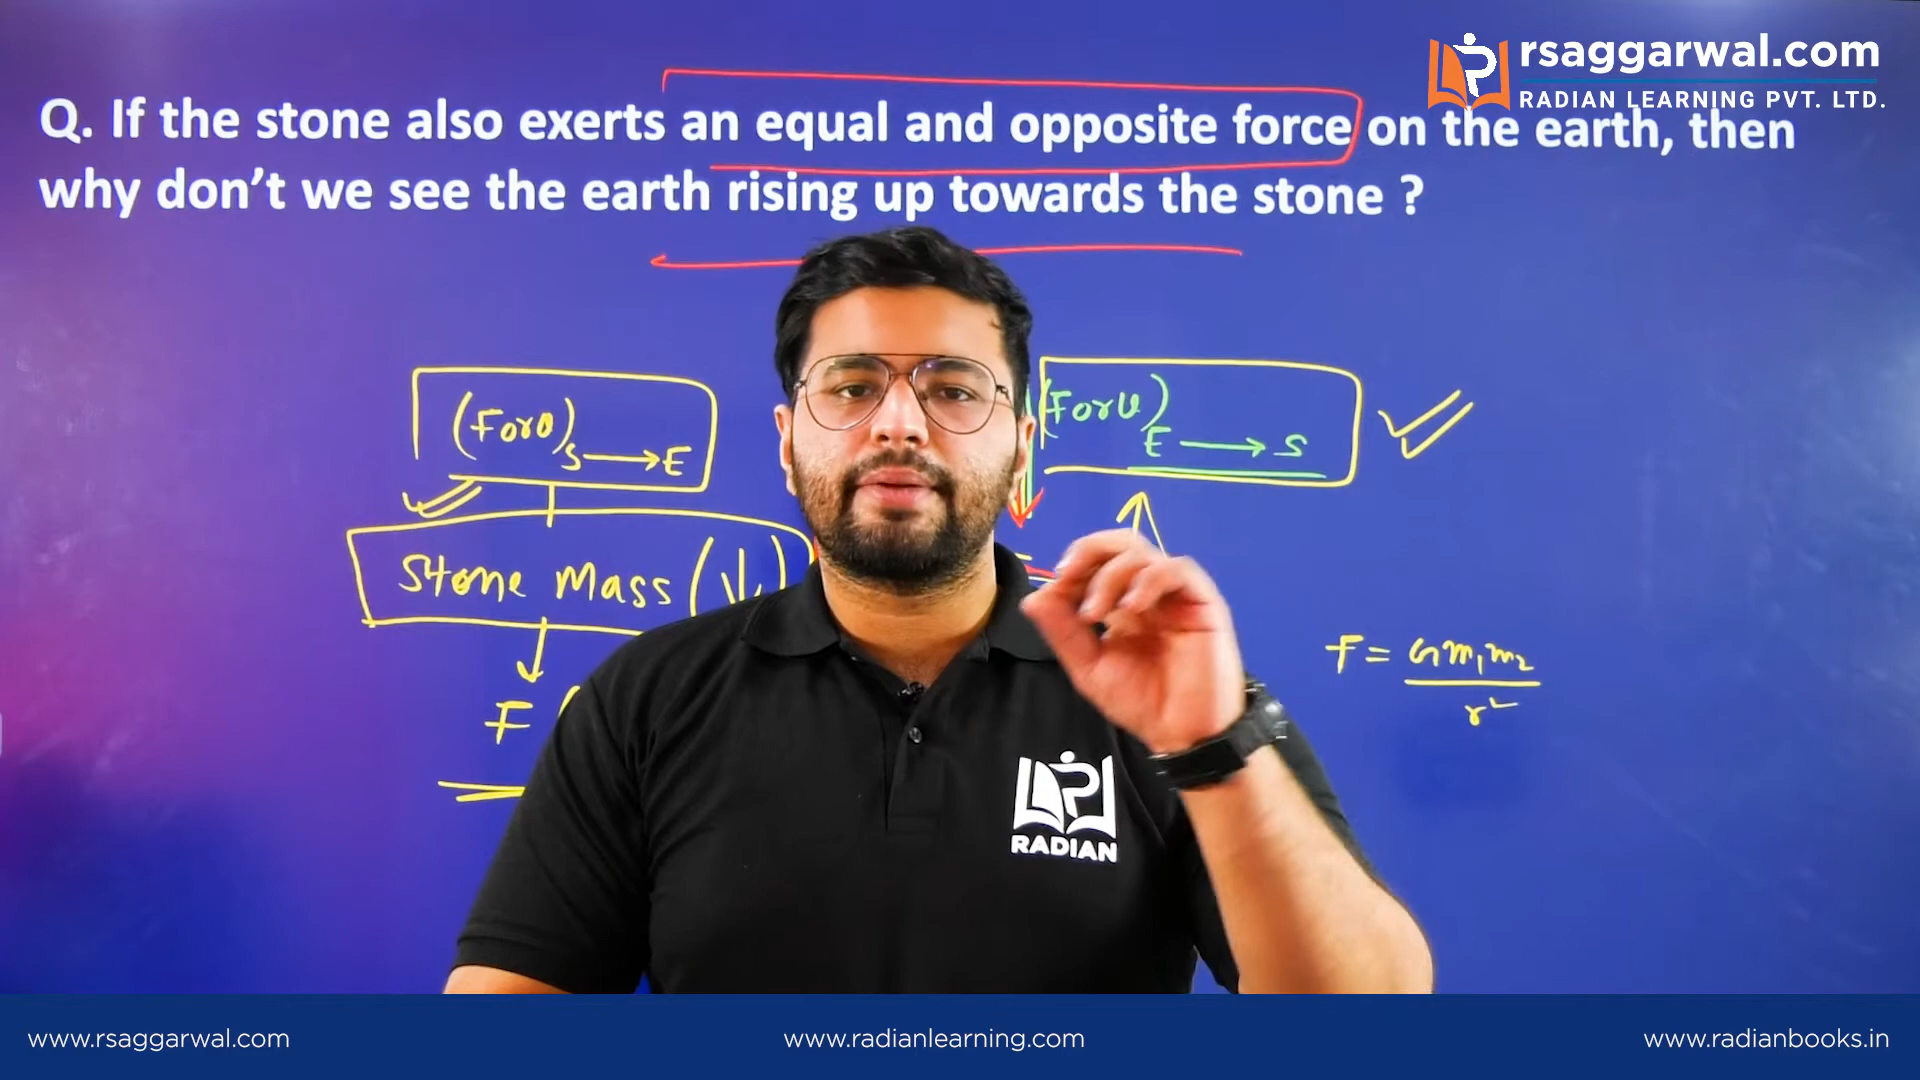 rsaggarwal.com
RADIAN LEARNING PVT. LTD.
Q. If the stone also exerts an equal and opposite force on the earth, then
why don’t we see the earth rising up towards the stone ?
S → E
E → S
Stone Mass (
F
F = Gm₁m₂
r²
RADIAN
www.rsaggarwal.com
www.radianlearning.com
www.radianbooks.in